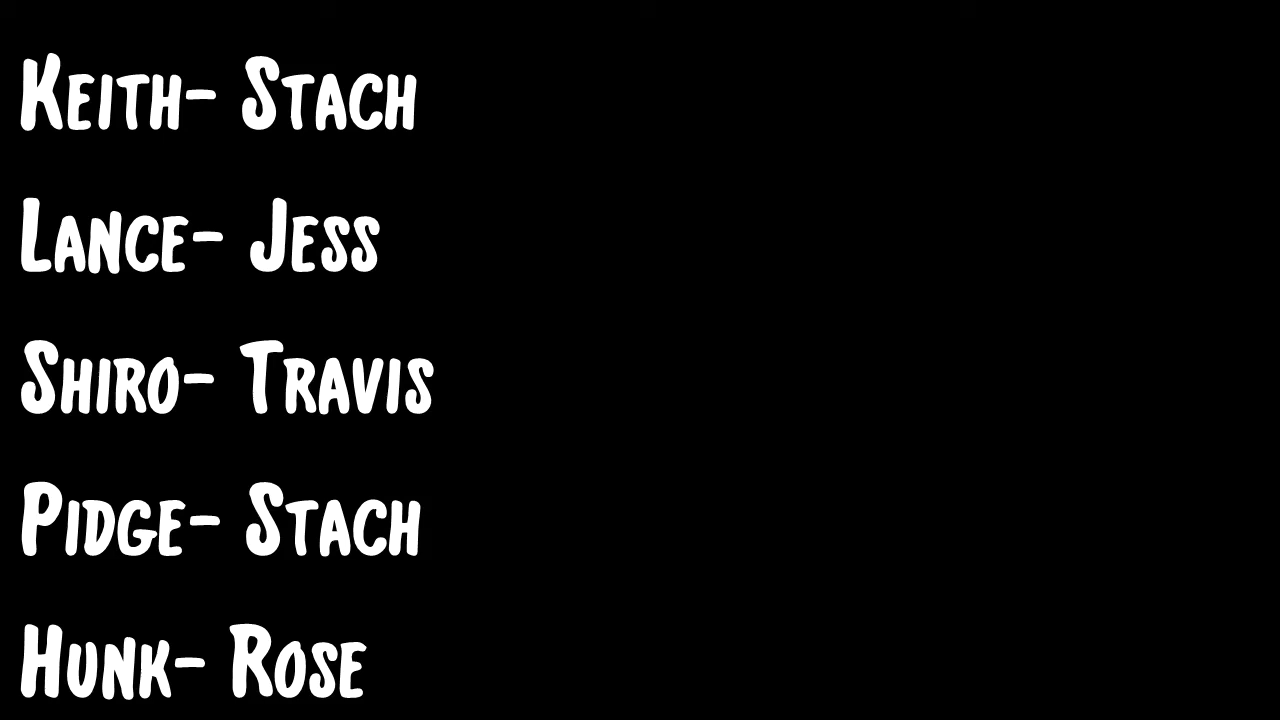 Keith- Stach
Lance- Jess
Shiro- Travis
Pidge- Stach
Hunk- Rose